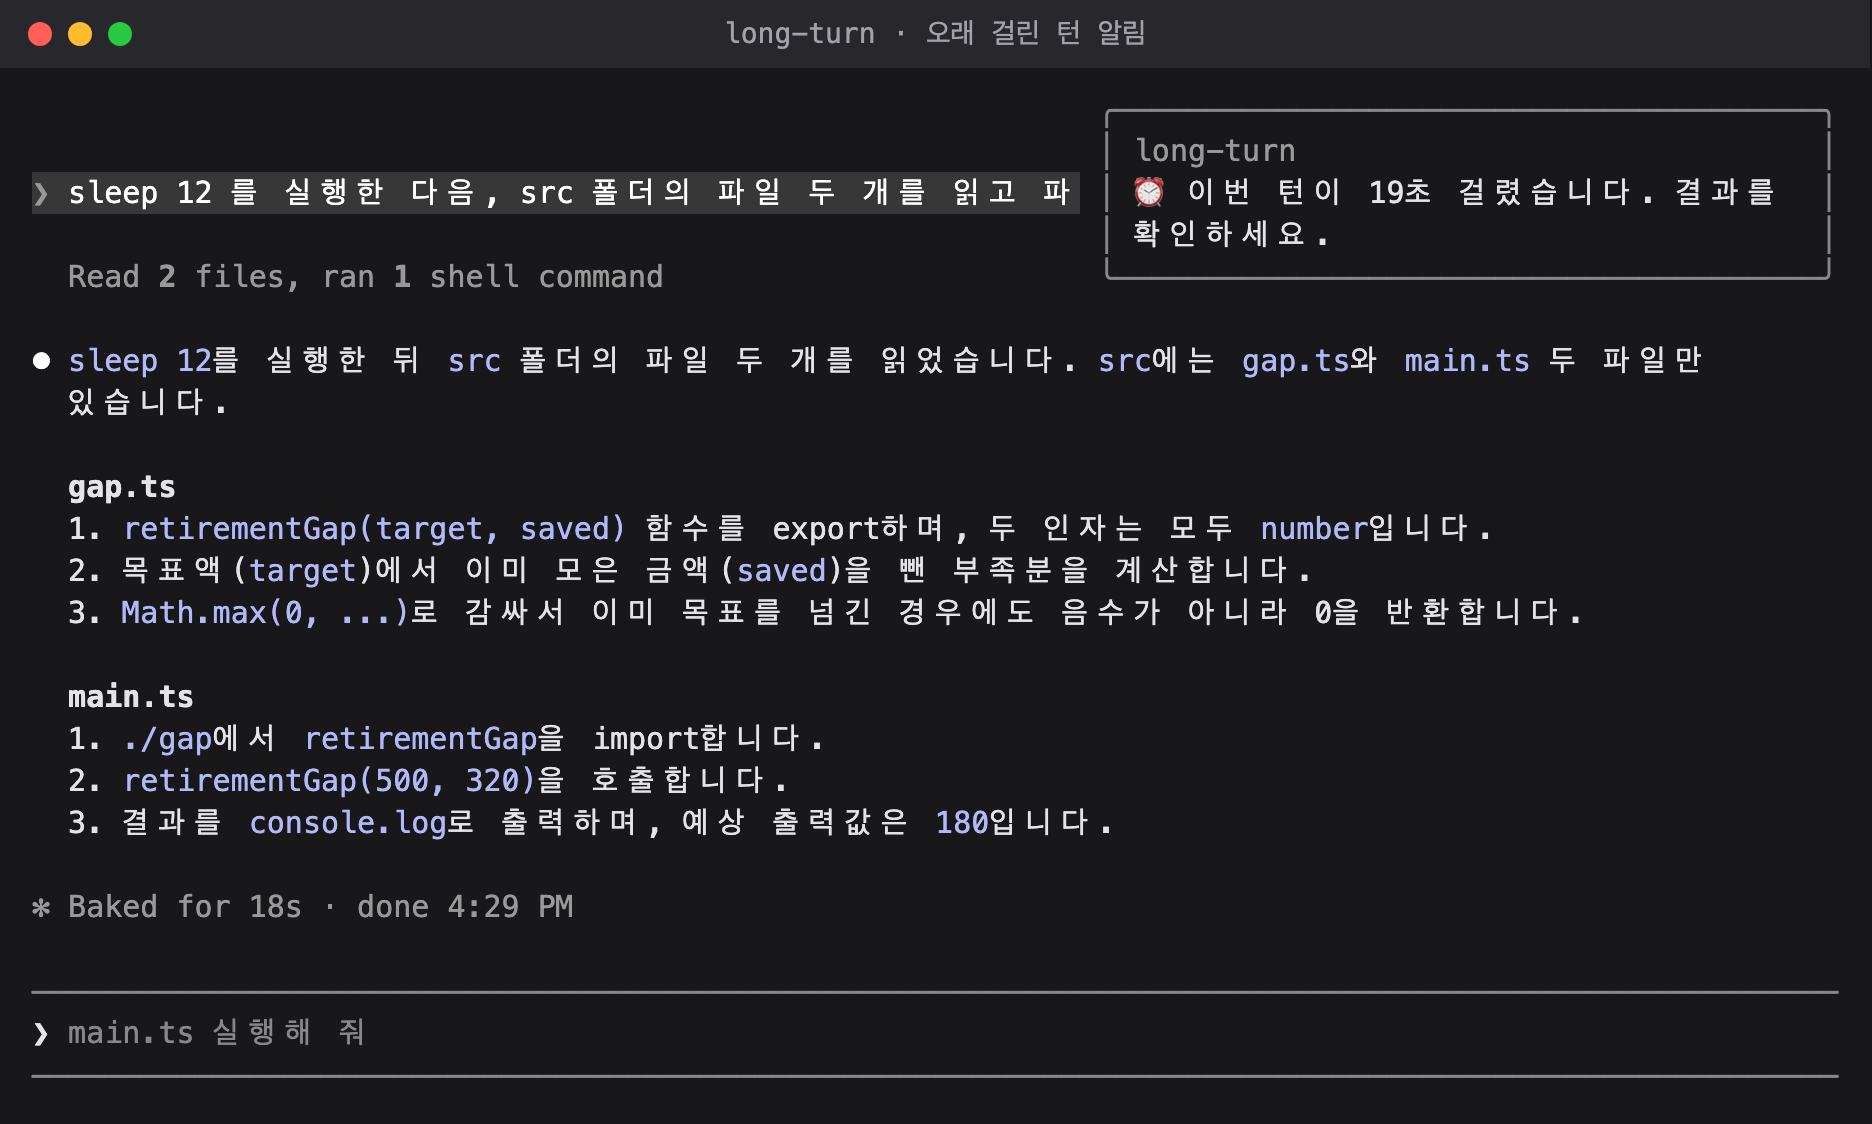 long-turn · 오래 걸린 턴 알림
long-turn
⏰ 이번 턴이 19초 걸렸습니다. 결과를
확인하세요.
❯ sleep 12 를 실행한 다음, src 폴더의 파일 두 개를 읽고 파
Read 2 files, ran 1 shell command
● sleep 12를 실행한 뒤 src 폴더의 파일 두 개를 읽었습니다. src에는 gap.ts와 main.ts 두 파일만
있습니다.
gap.ts
1. retirementGap(target, saved) 함수를 export하며, 두 인자는 모두 number입니다.
2. 목표액(target)에서 이미 모은 금액(saved)을 뺀 부족분을 계산합니다.
3. Math.max(0, ...)로 감싸서 이미 목표를 넘긴 경우에도 음수가 아니라 0을 반환합니다.
main.ts
1. ./gap에서 retirementGap을 import합니다.
2. retirementGap(500, 320)을 호출합니다.
3. 결과를 console.log로 출력하며, 예상 출력값은 180입니다.
✻ Baked for 18s · done 4:29 PM
❯ main.ts 실행해 줘